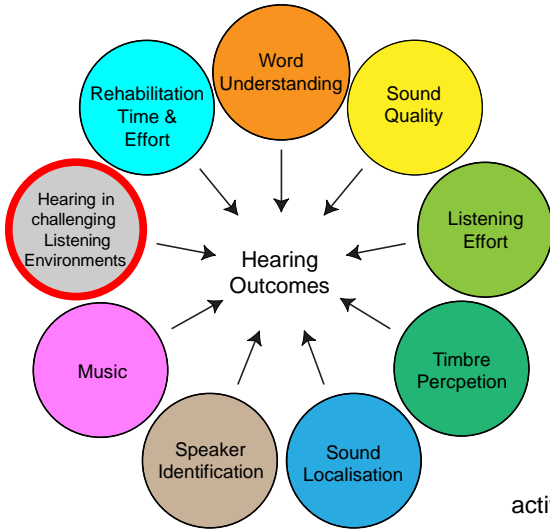 Word
Understanding
Sound
Quality
Listening
Effort
Timbre
Percpetion
Sound
Localisation
Speaker
Identification
Music
Hearing in
challenging
Listening
Environments
Rehabilitation
Time &
Effort
Hearing
Outcomes
acti